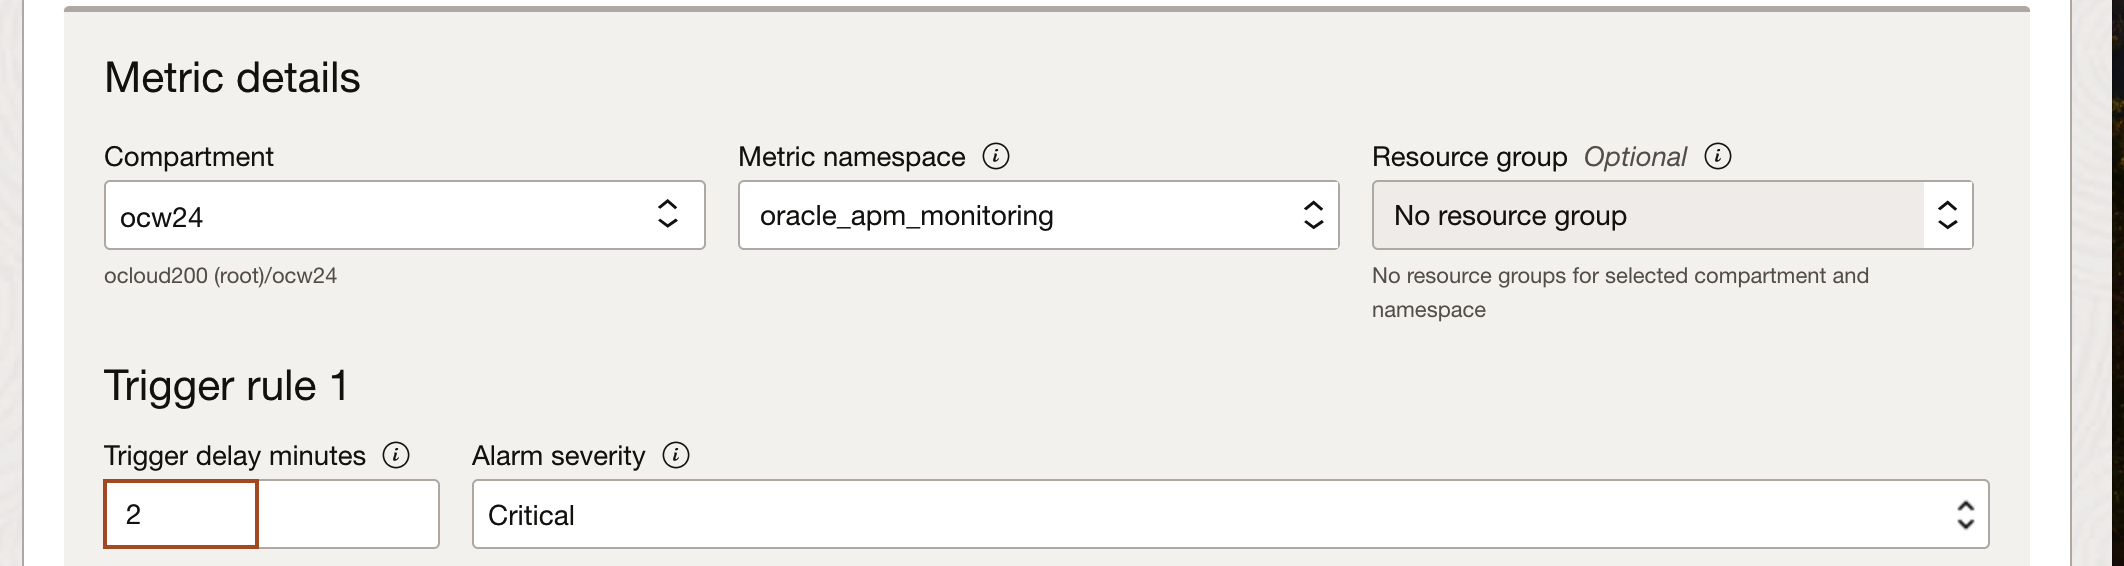 Metric details
Compartment
Metric namespace
Resource group Optional
ocw24
oracle_apm_monitoring
No resource group
ocloud200 (root)/ocw24
No resource groups for selected compartment and
namespace
Trigger rule 1
Trigger delay minutes
Alarm severity
2
Critical